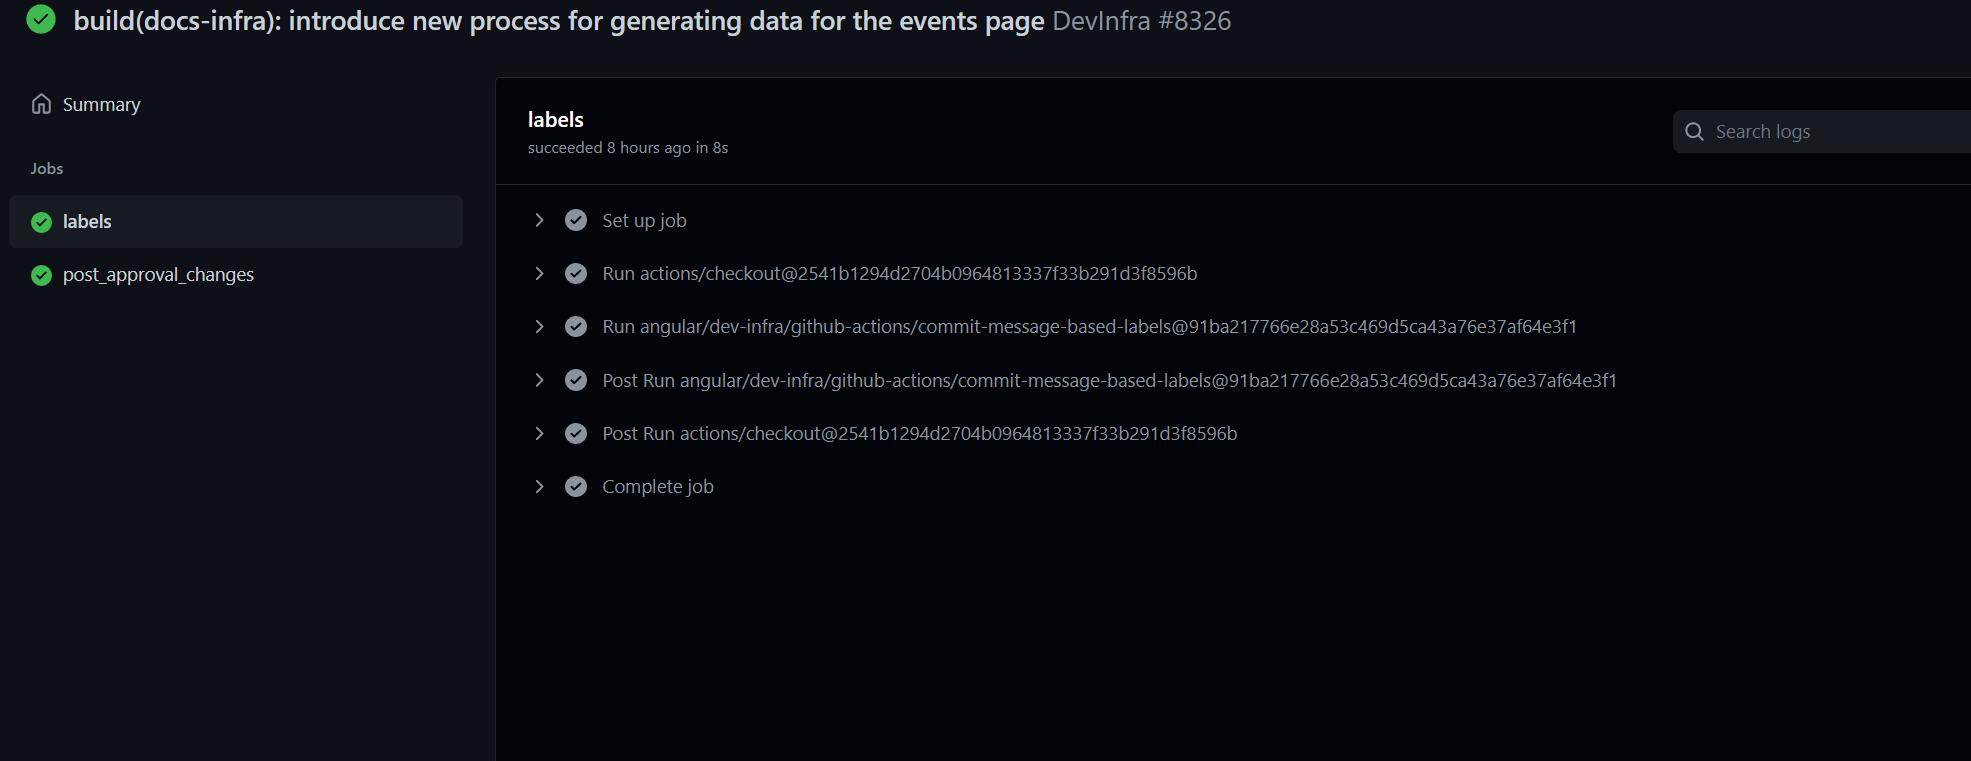 build(docs-infra): introduce new process for generating data for the events page DevInfra #8326
Summary
Jobs
labels
post_approval_changes
labels
succeeded 8 hours ago in 8s
Search logs
Set up job
Run actions/checkout@2541b1294d2704b0964813337f33b291d3f8596b
Run angular/dev-infra/github-actions/commit-message-based-labels@91ba217766e28a53c469d5ca43a76e37af64e3f1
Post Run angular/dev-infra/github-actions/commit-message-based-labels@91ba217766e28a53c469d5ca43a76e37af64e3f1
Post Run actions/checkout@2541b1294d2704b0964813337f33b291d3f8596b
Complete job